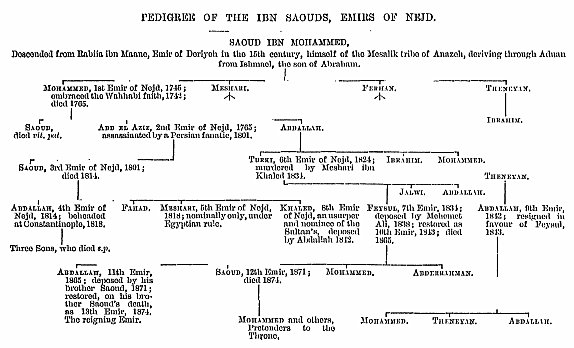 PEDIGREE OF THE IBN SAOUDS, EMIRS OF NEJD.
SAOUD IBN MOHAMMED,
Descended from Rabiia ibn Maane, Emir of Deriyeh in the 15th century, himself of the Mesalik tribe of Anazeh, deriving through Adnan
from Ishmael, the son of Abraham.
MOHAMMED, 1st Emir of Nejd, 1745;
embraced the Wahhabi faith, 1742;
died 1765.
MESHARI.
FERHAN.
THENEYAN.
IBRAHIM.
SAOUD,
died vit. pat.
ABD EL AZIZ, 2nd Emir of Nejd, 1765;
assassinated by a Persian fanatic, 1801.
ABDALLAH.
SAOUD, 3rd Emir of Nejd, 1801;
died 1814.
TURKI, 6th Emir of Nejd, 1824;
murdered by Meshari ibn
Khaled 1834.
IBRAHIM.
MOHAMMED.
THENEYAN.
JALWI.
ABDALLAH.
ABDALLAH, 4th Emir of
Nejd, 1814; beheaded
at Constantinople, 1818.
Three Sons, who died s.p.
FAHAD.
MESHARI, 5th Emir of Nejd,
1818; nominally only, under
Egyptian rule.
KHALED, 8th Emir
of Nejd, an usurper
and nominee of the
Sultan's, deposed
by Abdallah 1842.
FEYSUL, 7th Emir, 1834;
deposed by Mehemet
Ali, 1838; restored as
10th Emir, 1843; died
1865.
ABDALLAH, 9th Emir,
1842; resigned in
favour of Feysul,
1843.
ABDALLAH, 11th Emir,
1865; deposed by his
brother Saoud, 1871;
restored, on his bro-
ther Saoud's death,
as 13th Emir, 1874.
The reigning Emir.
SAOUD, 12th Emir, 1871;
died 1874.
MOHAMMED.
ABDERRAHMAN.
MOHAMMED and others,
Pretenders to the
Throne,
MOHAMMED.
THENEYAN.
ABDALLAH.